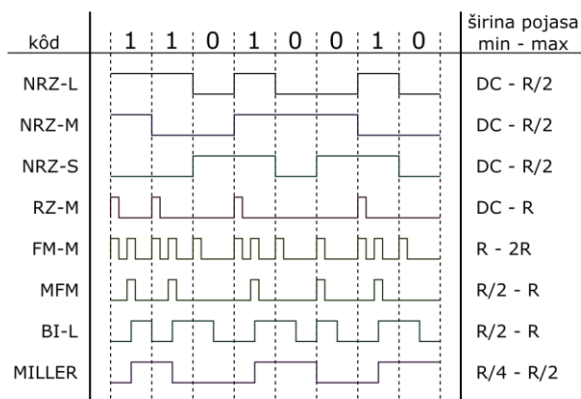 kôd 1 1 0 1 0 0 1 0 širina pojasa
min - max
NRZ-L DC - R/2
NRZ-M DC - R/2
NRZ-S DC - R/2
RZ-M DC - R
FM-M R - 2R
MFM R/2 - R
BI-L R/2 - R
MILLER R/4 - R/2